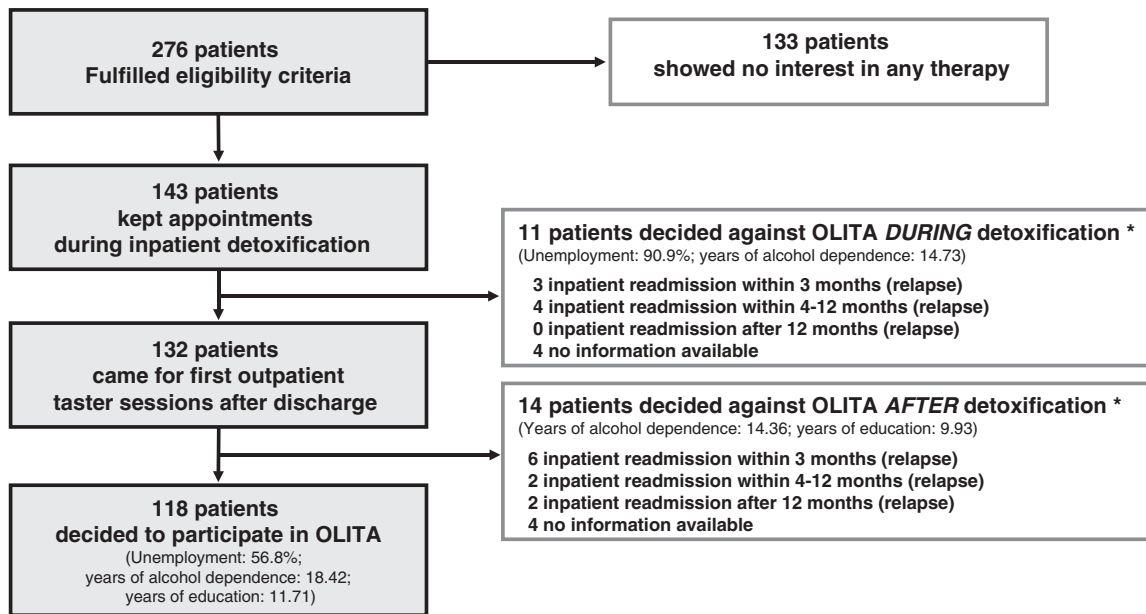 276 patients
Fulfilled eligibility criteria
133 patients
showed no interest in any therapy
143 patients
kept appointments
during inpatient detoxification
11 patients decided against OLITA DURING detoxification *
(Unemployment: 90.9%; years of alcohol dependence: 14.73)
3 inpatient readmission within 3 months (relapse)
4 inpatient readmission within 4-12 months (relapse)
0 inpatient readmission after 12 months (relapse)
4 no information available
132 patients
came for first outpatient
taster sessions after discharge
14 patients decided against OLITA AFTER detoxification *
(Years of alcohol dependence: 14.36; years of education: 9.93)
6 inpatient readmission within 3 months (relapse)
2 inpatient readmission within 4-12 months (relapse)
2 inpatient readmission after 12 months (relapse)
4 no information available
118 patients
decided to participate in OLITA
(Unemployment: 56.8%;
years of alcohol dependence: 18.42;
years of education: 11.71)